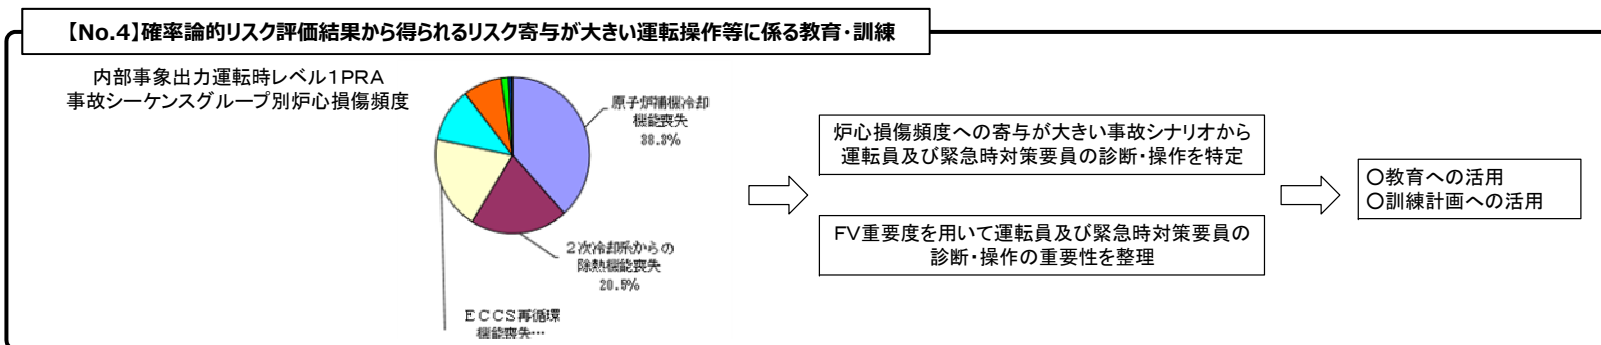 【No.4】確率論的リスク評価結果から得られるリスク寄与が大きい運転操作等に係る教育・訓練
内部事象出力運転時レベル1PRA
事故シーケンスグループ別炉心損傷頻度
原子炉補機冷却
機能喪失
38.3%
2次冷却系からの
除熱機能喪失
20.5%
ECCS再循環
機能喪失…
炉心損傷頻度への寄与が大きい事故シナリオから
運転員及び緊急時対策要員の診断・操作を特定
FV重要度を用いて運転員及び緊急時対策要員の
診断・操作の重要性を整理
○教育への活用
○訓練計画への活用